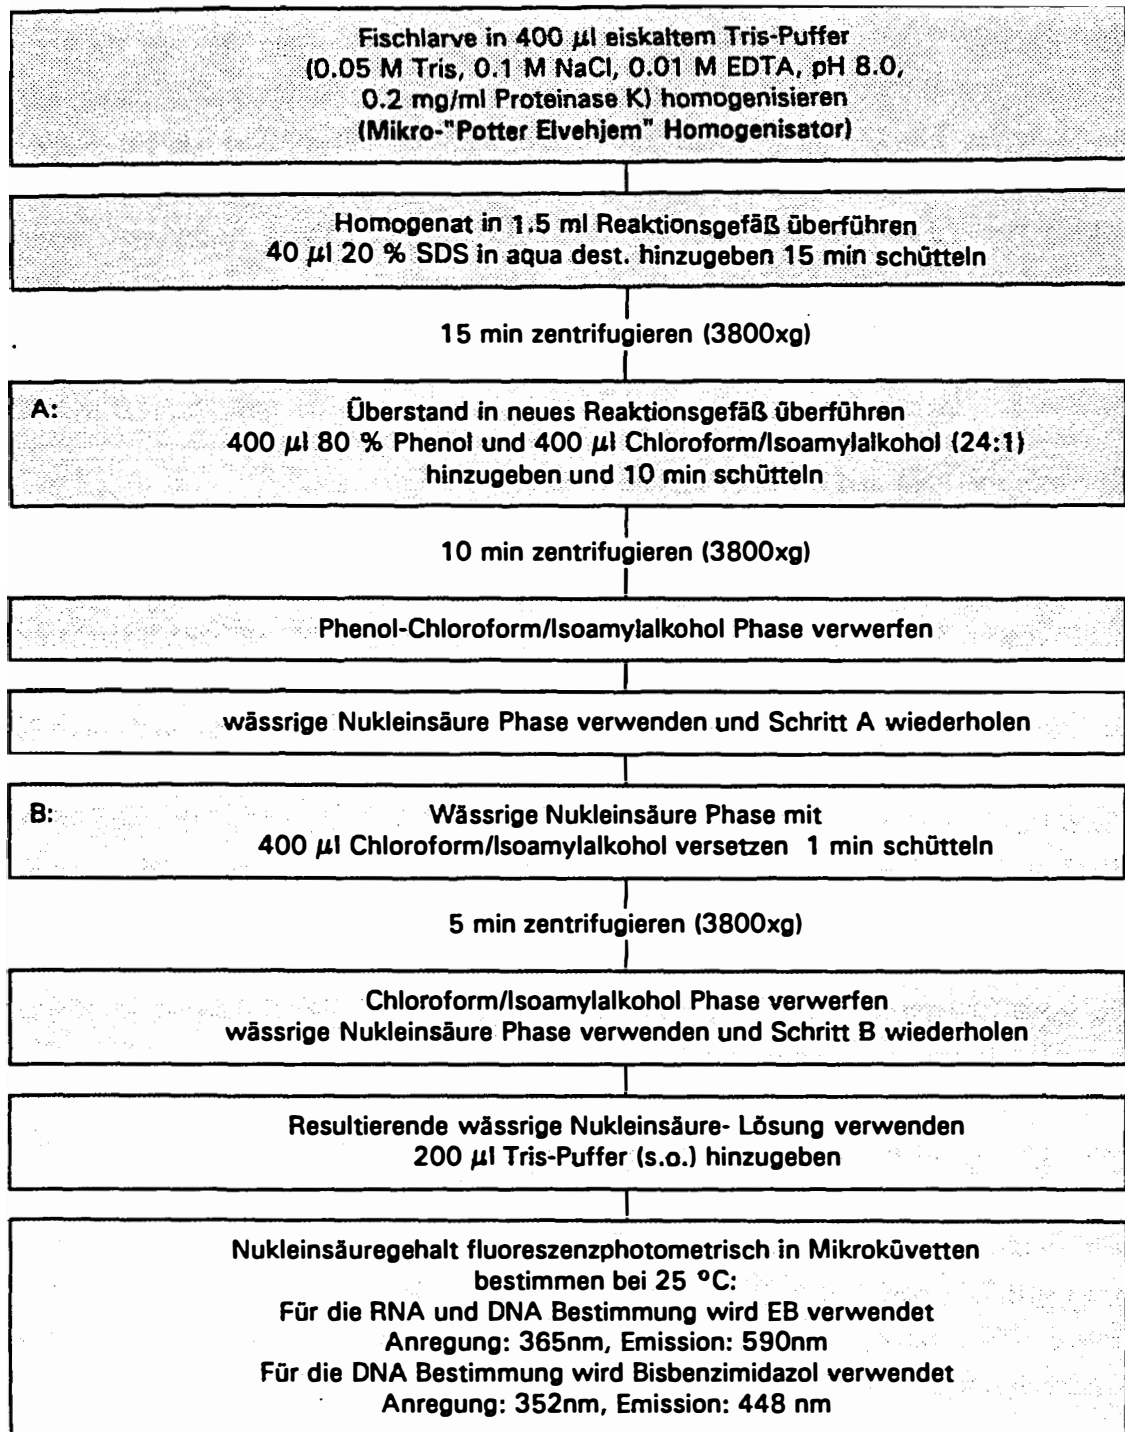 Fischlarve in 400 µl eiskaltem Tris-Puffer
(0.05 M Tris, 0.1 M NaCl, 0.01 M EDTA, pH 8.0,
0.2 mg/ml Proteinase K) homogenisieren
(Mikro-"Potter Elvehjem" Homogenisator)
Homogenat in 1.5 ml Reaktionsgefäß überführen
40 µl 20 % SDS in aqua dest. hinzugeben 15 min schütteln
15 min zentrifugieren (3800xg)
A: Überstand in neues Reaktionsgefäß überführen
400 µl 80 % Phenol und 400 µl Chloroform/Isoamylalkohol (24:1)
hinzugeben und 10 min schütteln
10 min zentrifugieren (3800xg)
Phenol-Chloroform/Isoamylalkohol Phase verwerfen
wässrige Nukleinsäure Phase verwenden und Schritt A wiederholen
B: Wässrige Nukleinsäure Phase mit
400 µl Chloroform/Isoamylalkohol versetzen 1 min schütteln
5 min zentrifugieren (3800xg)
Chloroform/Isoamylalkohol Phase verwerfen
wässrige Nukleinsäure Phase verwenden und Schritt B wiederholen
Resultierende wässrige Nukleinsäure- Lösung verwenden
200 µl Tris-Puffer (s.o.) hinzugeben
Nukleinsäuregehalt fluoreszenzphotometrisch in Mikroküvetten
bestimmen bei 25 °C:
Für die RNA und DNA Bestimmung wird EB verwendet
Anregung: 365nm, Emission: 590nm
Für die DNA Bestimmung wird Bisbenzimidazol verwendet
Anregung: 352nm, Emission: 448 nm